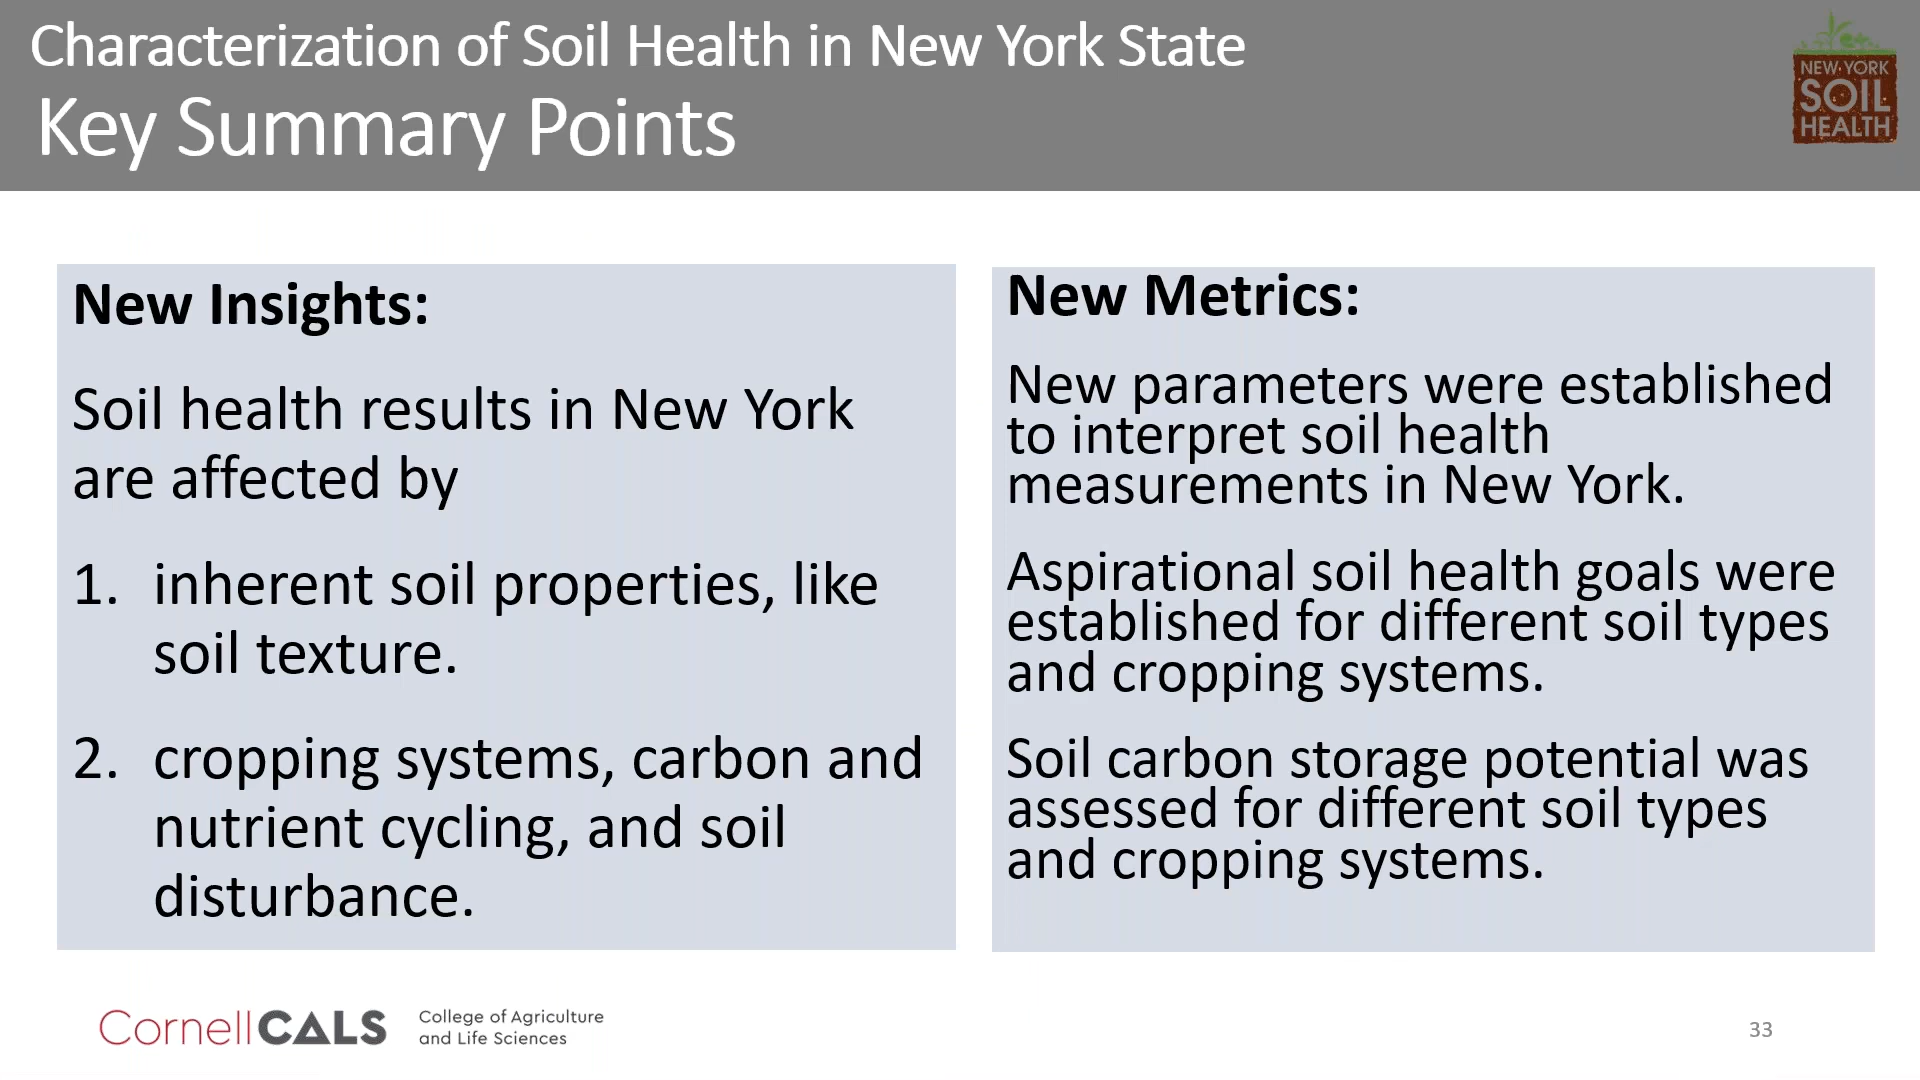 Characterization of Soil Health in New York State
Key Summary Points
NEW YORK
SOIL
HEALTH
New Insights:
Soil health results in New York
are affected by
1. inherent soil properties, like
soil texture.
2. cropping systems, carbon and
nutrient cycling, and soil
disturbance.
New Metrics:
New parameters were established
to interpret soil health
measurements in New York.
Aspirational soil health goals were
established for different soil types
and cropping systems.
Soil carbon storage potential was
assessed for different soil types
and cropping systems.
CornellCALS
College of Agriculture
and Life Sciences
33